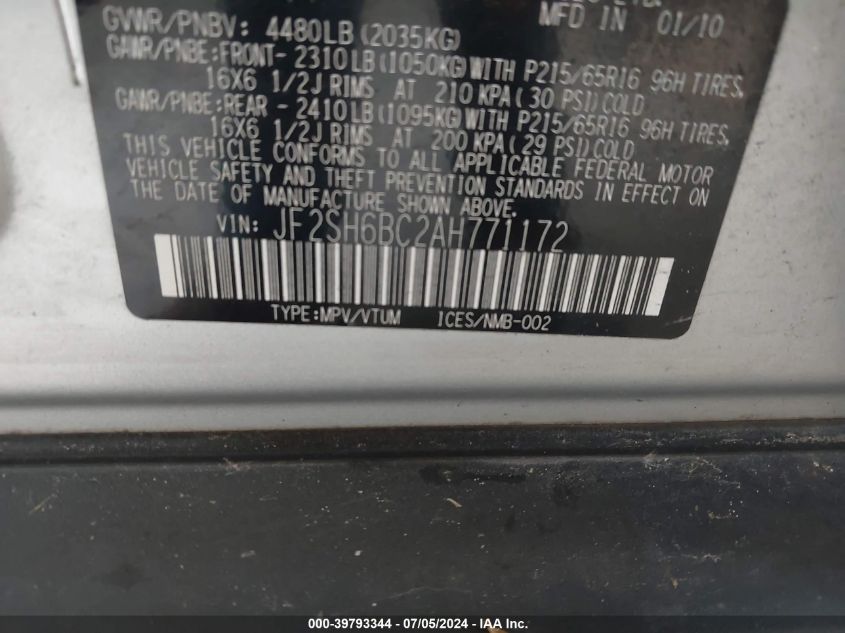 MFD IN 01/10
GVWR/PNBV: 4480LB(2035KG)
GAWR/PNBE:FRONT- 2310LB(1050KG)WITH P215/65R16 96H TIRES,
16X6 1/2J RIMS AT 210 KPA(30 PSI)COLD
GAWR/PNBE:REAR - 2410LB(1095KG)WITH P215/65R16 96H TIRES,
16X6 1/2J RIMS AT 200 KPA(29 PSI)COLD
THIS VEHICLE CONFORMS TO ALL APPLICABLE FEDERAL MOTOR
VEHICLE SAFETY AND THEFT PREVENTION STANDARDS IN EFFECT ON
THE DATE OF MANUFACTURE SHOWN ABOVE.
VIN: JF2SH6BC2AH771172
TYPE:MPV/VTUM ICES/NMB-002
000-39793344 / 07/05/2024 - IAA Inc.